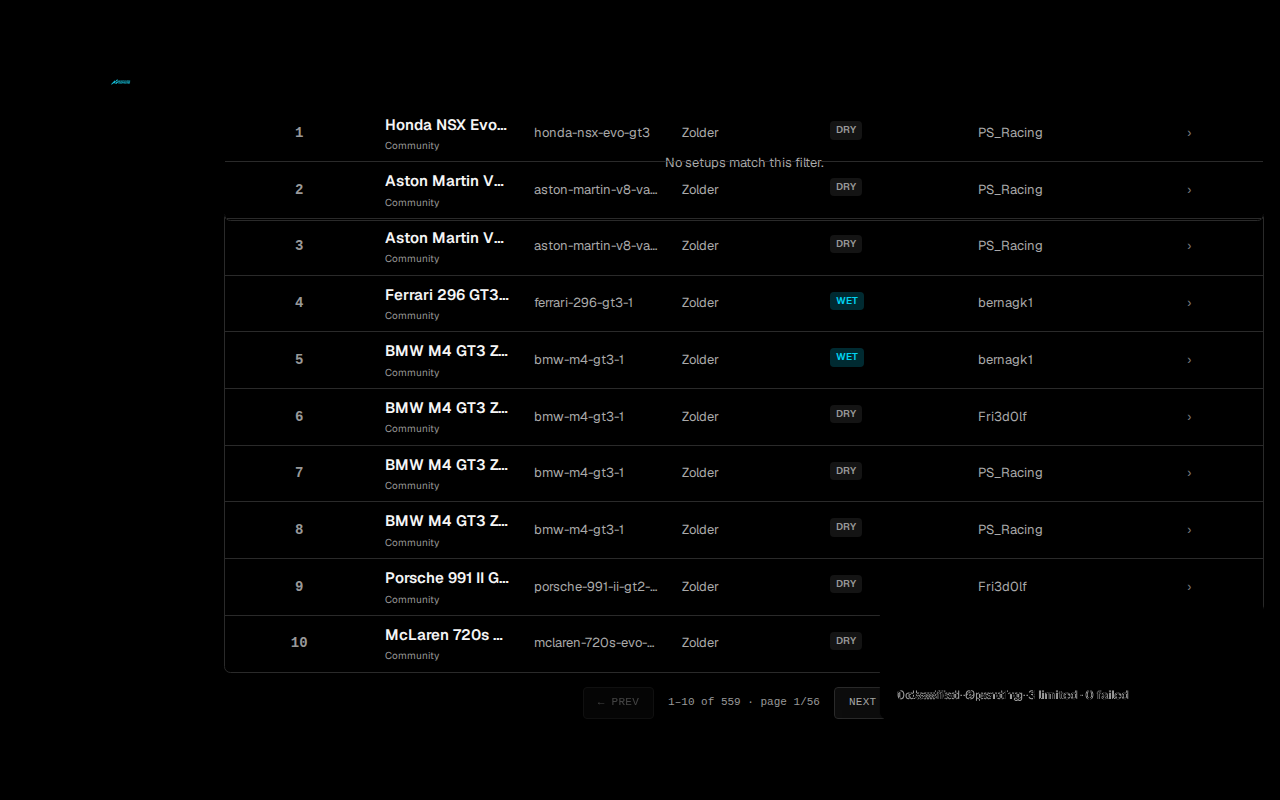 1 Honda NSX Evo… honda-nsx-evo-gt3 Zolder DRY PS_Racing ›
Community
No setups match this filter.
2 Aston Martin V… aston-martin-v8-va… Zolder DRY PS_Racing ›
Community
3 Aston Martin V… aston-martin-v8-va… Zolder DRY PS_Racing ›
Community
4 Ferrari 296 GT3… ferrari-296-gt3-1 Zolder WET bernagk1 ›
Community
5 BMW M4 GT3 Z… bmw-m4-gt3-1 Zolder WET bernagk1 ›
Community
6 BMW M4 GT3 Z… bmw-m4-gt3-1 Zolder DRY Fri3d0lf ›
Community
7 BMW M4 GT3 Z… bmw-m4-gt3-1 Zolder DRY PS_Racing ›
Community
8 BMW M4 GT3 Z… bmw-m4-gt3-1 Zolder DRY PS_Racing ›
Community
9 Porsche 991 II G… porsche-991-ii-gt2-… Zolder DRY Fri3d0lf ›
Community
10 McLaren 720s … mclaren-720s-evo-… Zolder DRY
Community
3 limited · 0 failed
← PREV 1–10 of 559 · page 1/56 NEXT